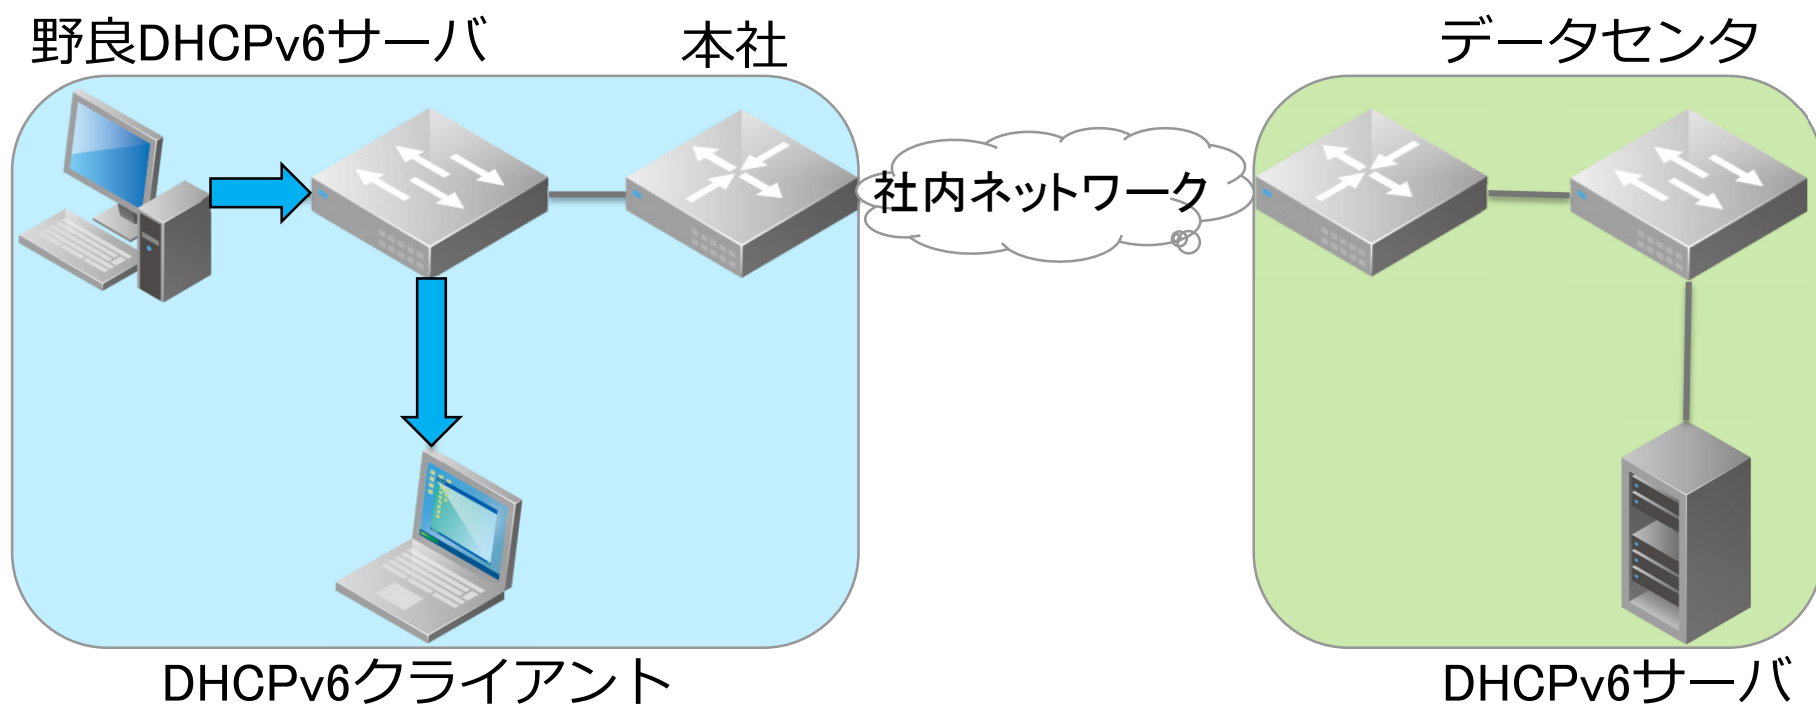 野良DHCPv6サーバ
本社
データセンタ
社内ネットワーク
DHCPv6クライアント
DHCPv6サーバ